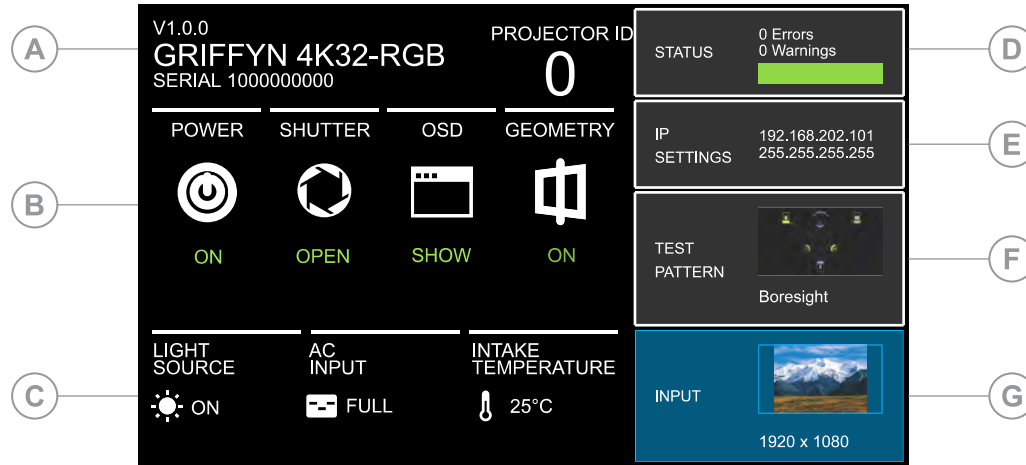 A
V1.0.0
GRIFFYN 4K32-RGB
SERIAL 1000000000
PROJECTOR ID
0
B
POWER
SHUTTER
OSD
GEOMETRY
ON
OPEN
SHOW
ON
C
LIGHT
SOURCE
ON
AC
INPUT
FULL
INTAKE
TEMPERATURE
25°C
D
STATUS
0 Errors
0 Warnings
E
IP
SETTINGS
192.168.202.101
255.255.255.255
F
TEST
PATTERN
Boresight
G
INPUT
1920 x 1080